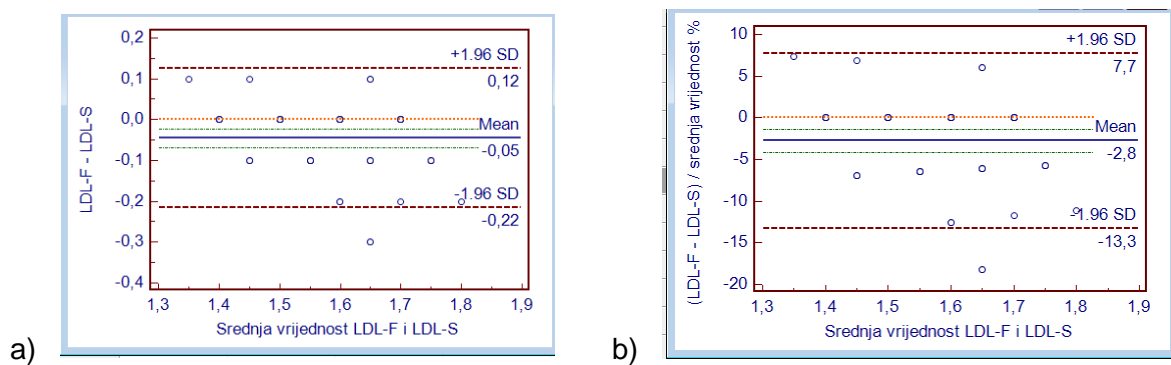 a)
LDL-F - LDL-S
0,2
0,1
0,0
-0,1
-0,2
-0,3
-0,4
+1.96 SD
0,12
Mean
-0,05
-1.96 SD
-0,22
1,3 1,4 1,5 1,6 1,7 1,8 1,9
Srednja vrijednost LDL-F i LDL-S
b)
(LDL-F - LDL-S) / srednja vrijednost %
10
5
0
-5
-10
-15
-20
+1.96 SD
7,7
Mean
-2,8
-1.96 SD
-13,3
1,3 1,4 1,5 1,6 1,7 1,8 1,9
Srednja vrijednost LDL-F i LDL-S